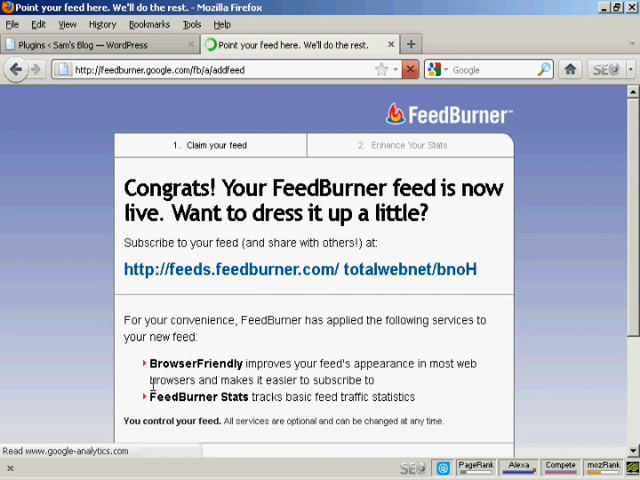 Point your feed here. We'll do the rest. - Mozilla Firefox
File Edit View History Bookmarks Tools Help
Plugins < Sam's Blog — WordPress
Point your feed here. We'll do the rest.
http://feedburner.google.com/fb/a/addfeed
Google
SEO
FeedBurner™
1. Claim your feed
2. Enhance Your Stats
Congrats! Your FeedBurner feed is now
live. Want to dress it up a little?
Subscribe to your feed (and share with others!) at:
http://feeds.feedburner.com/ totalwebnet/bnoH
For your convenience, FeedBurner has applied the following services to
your new feed:
BrowserFriendly improves your feed's appearance in most web
browsers and makes it easier to subscribe to
FeedBurner Stats tracks basic feed traffic statistics
You control your feed. All services are optional and can be changed at any time.
Read www.google-analytics.com
SEO PageRank Alexa Compete mozRank